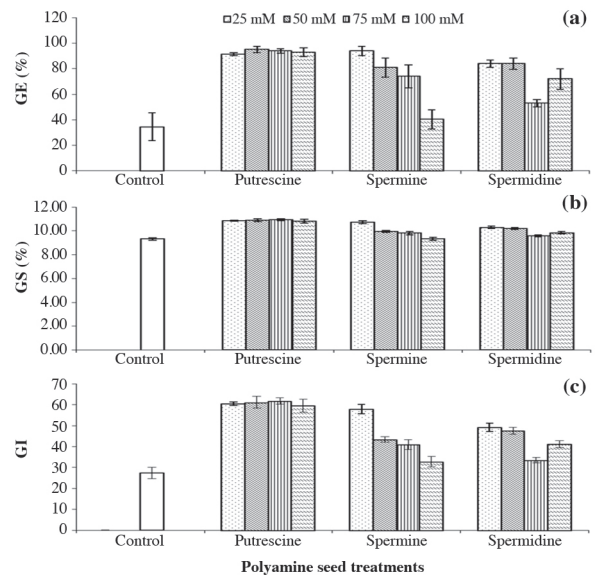 120
100
80
60
40
20
0
GE (%)
25 mM 50 mM 75 mM 100 mM
(a)
Control Putrescine Spermine Spermidine
12.00
10.00
8.00
6.00
4.00
2.00
0.00
GS (%)
(b)
Control Putrescine Spermine Spermidine
70
60
50
40
30
20
10
0
GI
(c)
Control Putrescine Spermine Spermidine
Polyamine seed treatments